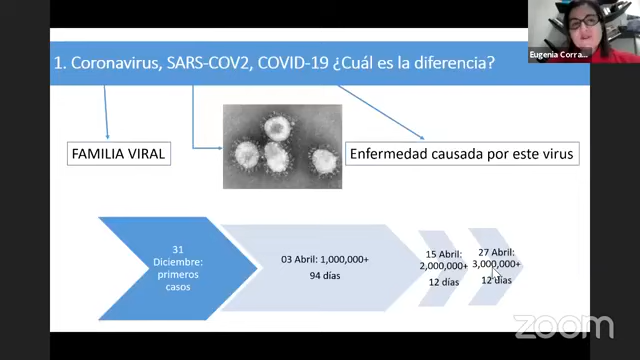 1. Coronavirus, SARS-COV2, COVID-19 ¿Cuál es la diferencia?
Eugenia Corra...
FAMILIA VIRAL
Enfermedad causada por este virus
31
Diciembre:
primeros
casos
03 Abril: 1,000,000+
94 días
15 Abril:
2,000,000+
12 días
27 Abril:
3,000,000+
12 días
zoom